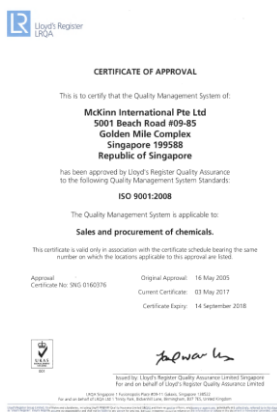 LR
Lloyd's Register
LRQA
CERTIFICATE OF APPROVAL
This is to certify that the Quality Management System of:
McKinn International Pte Ltd
5001 Beach Road #09-85
Golden Mile Complex
Singapore 199588
Republic of Singapore
has been approved by Lloyd's Register Quality Assurance
to the following Quality Management System Standards:
ISO 9001:2008
The Quality Management System is applicable to:
Sales and procurement of chemicals.
This certificate is valid only in association with the certificate schedule bearing the same
number on which the locations applicable to this approval are listed.
Approval
Certificate No: SNG 0160376
Original Approval: 16 May 2005
Current Certificate: 03 May 2017
Certificate Expiry: 14 September 2018
UKAS
001
Issued by: Lloyd's Register Quality Assurance Limited Singapore
For and on behalf of Lloyd's Register Quality Assurance Limited